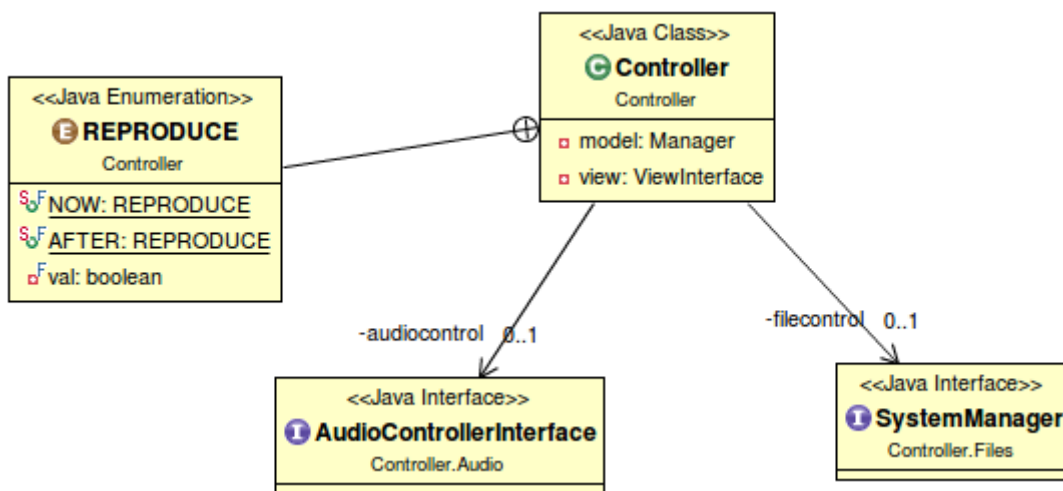 <<Java Class>>
C Controller
Controller
model: Manager
view: ViewInterface
<<Java Enumeration>>
E REPRODUCE
Controller
S F NOW: REPRODUCE
S F AFTER: REPRODUCE
F val: boolean
-audiocontrol 0..1
-filecontrol 0..1
<<Java Interface>>
I AudioControllerInterface
Controller.Audio
<<Java Interface>>
I SystemManager
Controller.Files